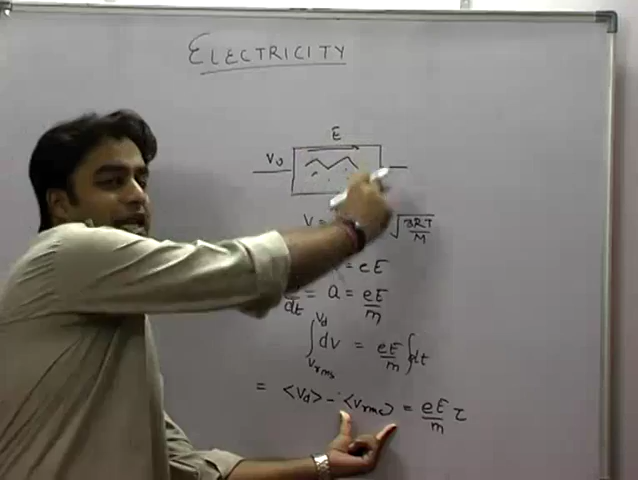 ELECTRICITY
E
V₀
V = √(3RT/M)
= eE
dt = a = eE/m
∫ᵥᵣₘₛ^Vd dv = eE/m ∫dt
= <Vd> - <Vrms> = eE/m τ